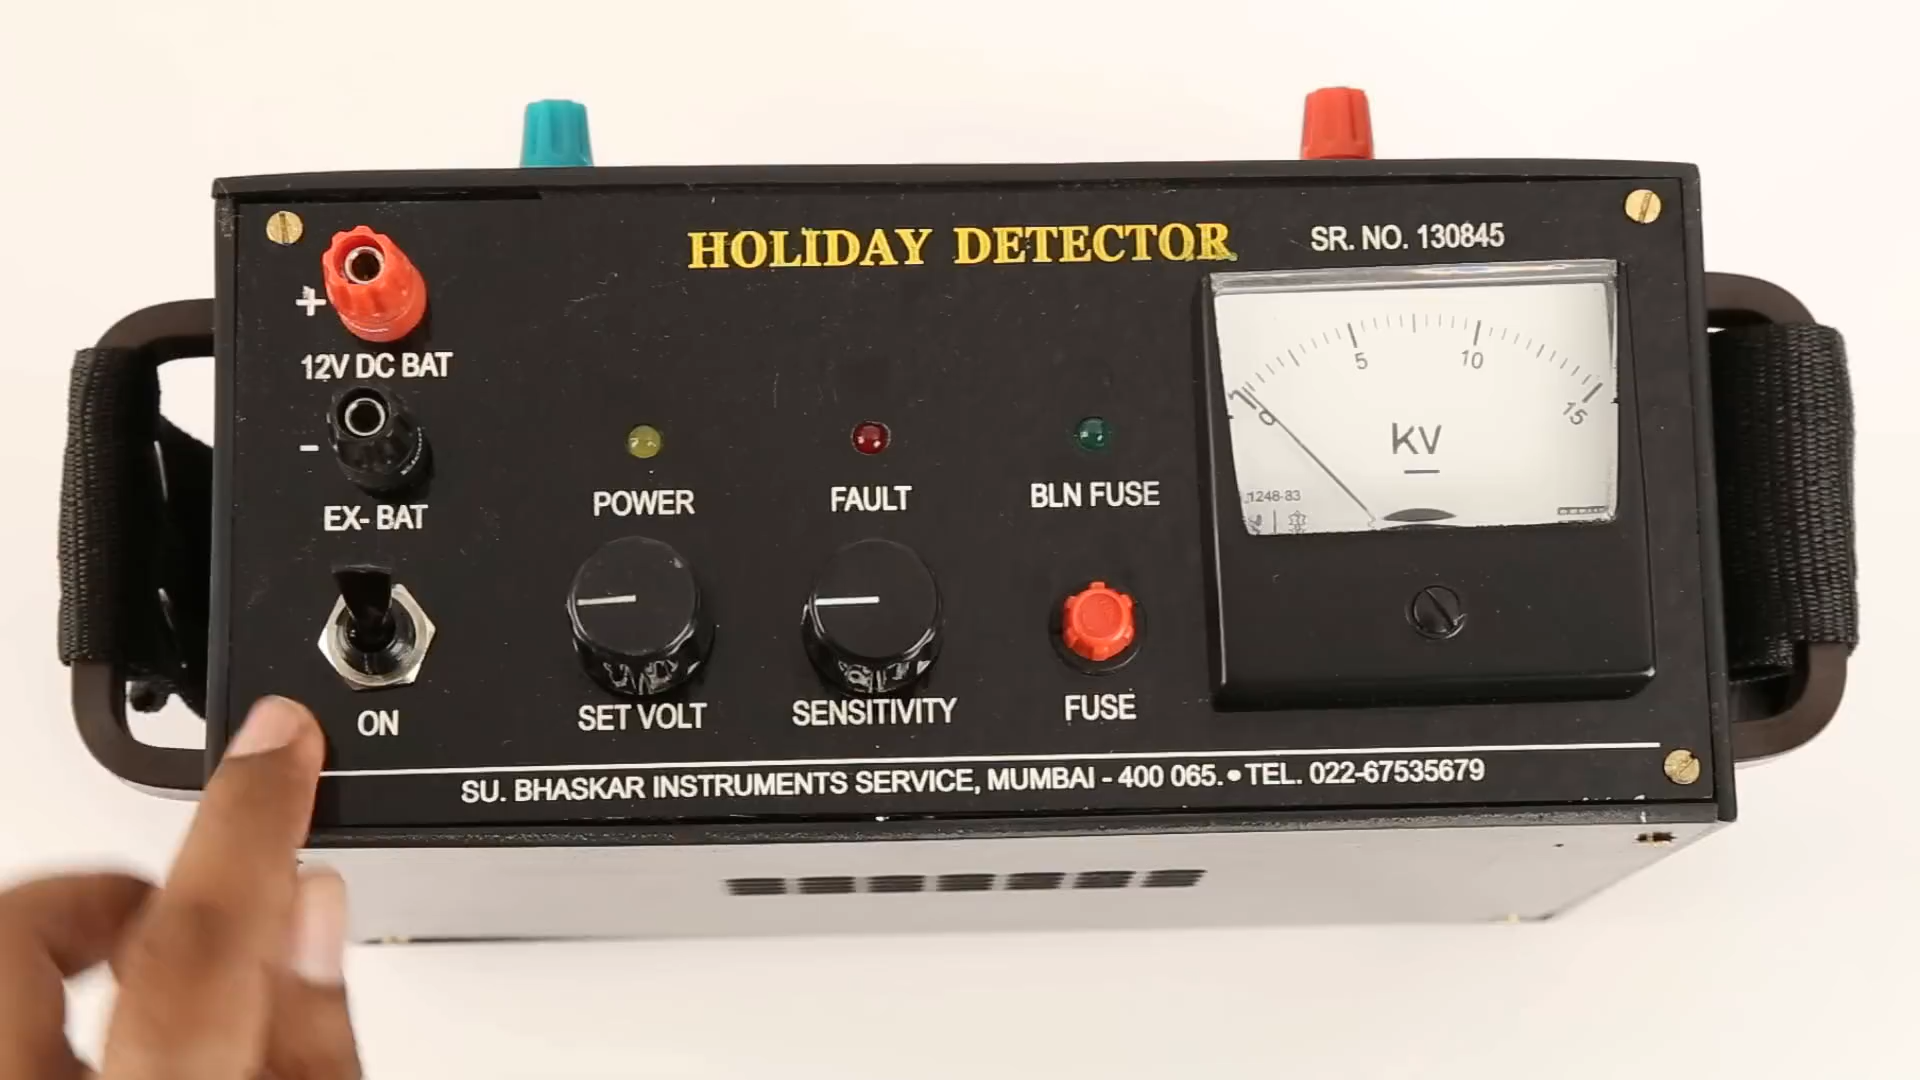 HOLIDAY DETECTOR
SR. NO. 130845
+
12V DC BAT
-
EX- BAT
POWER
FAULT
BLN FUSE
0 5 10 15
kV
1248-83
ON
SET VOLT
SENSITIVITY
FUSE
SU. BHASKAR INSTRUMENTS SERVICE, MUMBAI - 400 065. • TEL. 022-67535679